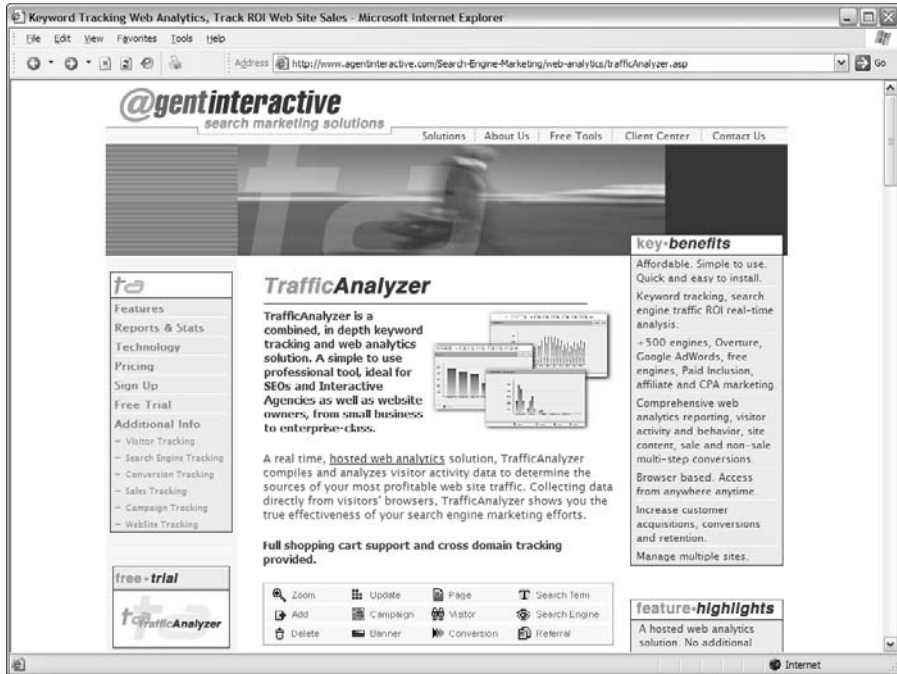 Keyword Tracking Web Analytics, Track ROI Web Site Sales - Microsoft Internet Explorer
File Edit View Favorites Tools Help
Address http://www.agentinteractive.com/Search-Engine-Marketing/web-analytics/trafficAnalyzer.asp Go
@gentinteractive
search marketing solutions
Solutions About Us Free Tools Client Center Contact Us
ta
ta
Features
Reports & Stats
Technology
Pricing
Sign Up
Free Trial
Additional Info
– Visitor Tracking
– Search Engine Tracking
– Conversion Tracking
– Sales Tracking
– Campaign Tracking
– WebSite Tracking
free•trial
ta TrafficAnalyzer
TrafficAnalyzer
TrafficAnalyzer is a
combined, in depth keyword
tracking and web analytics
solution. A simple to use
professional tool, ideal for
SEOs and Interactive
Agencies as well as website
owners, from small business
to enterprise-class.
A real time, hosted web analytics solution, TrafficAnalyzer
compiles and analyzes visitor activity data to determine the
sources of your most profitable web site traffic. Collecting data
directly from visitors' browsers, TrafficAnalyzer shows you the
true effectiveness of your search engine marketing efforts.
Full shopping cart support and cross domain tracking
provided.
Zoom Update Page Search Term
Add Campaign Visitor Search Engine
Delete Banner Conversion Referral
key•benefits
Affordable. Simple to use.
Quick and easy to install.
Keyword tracking, search
engine traffic ROI real-time
analysis.
+500 engines, Overture,
Google AdWords, free
engines, Paid Inclusion,
affiliate and CPA marketing.
Comprehensive web
analytics reporting, visitor
activity and behavior, site
content, sale and non-sale
multi-step conversions.
Browser based. Access
from anywhere anytime.
Increase customer
acquisitions, conversions
and retention.
Manage multiple sites.
feature•highlights
A hosted web analytics
solution. No additional
Internet